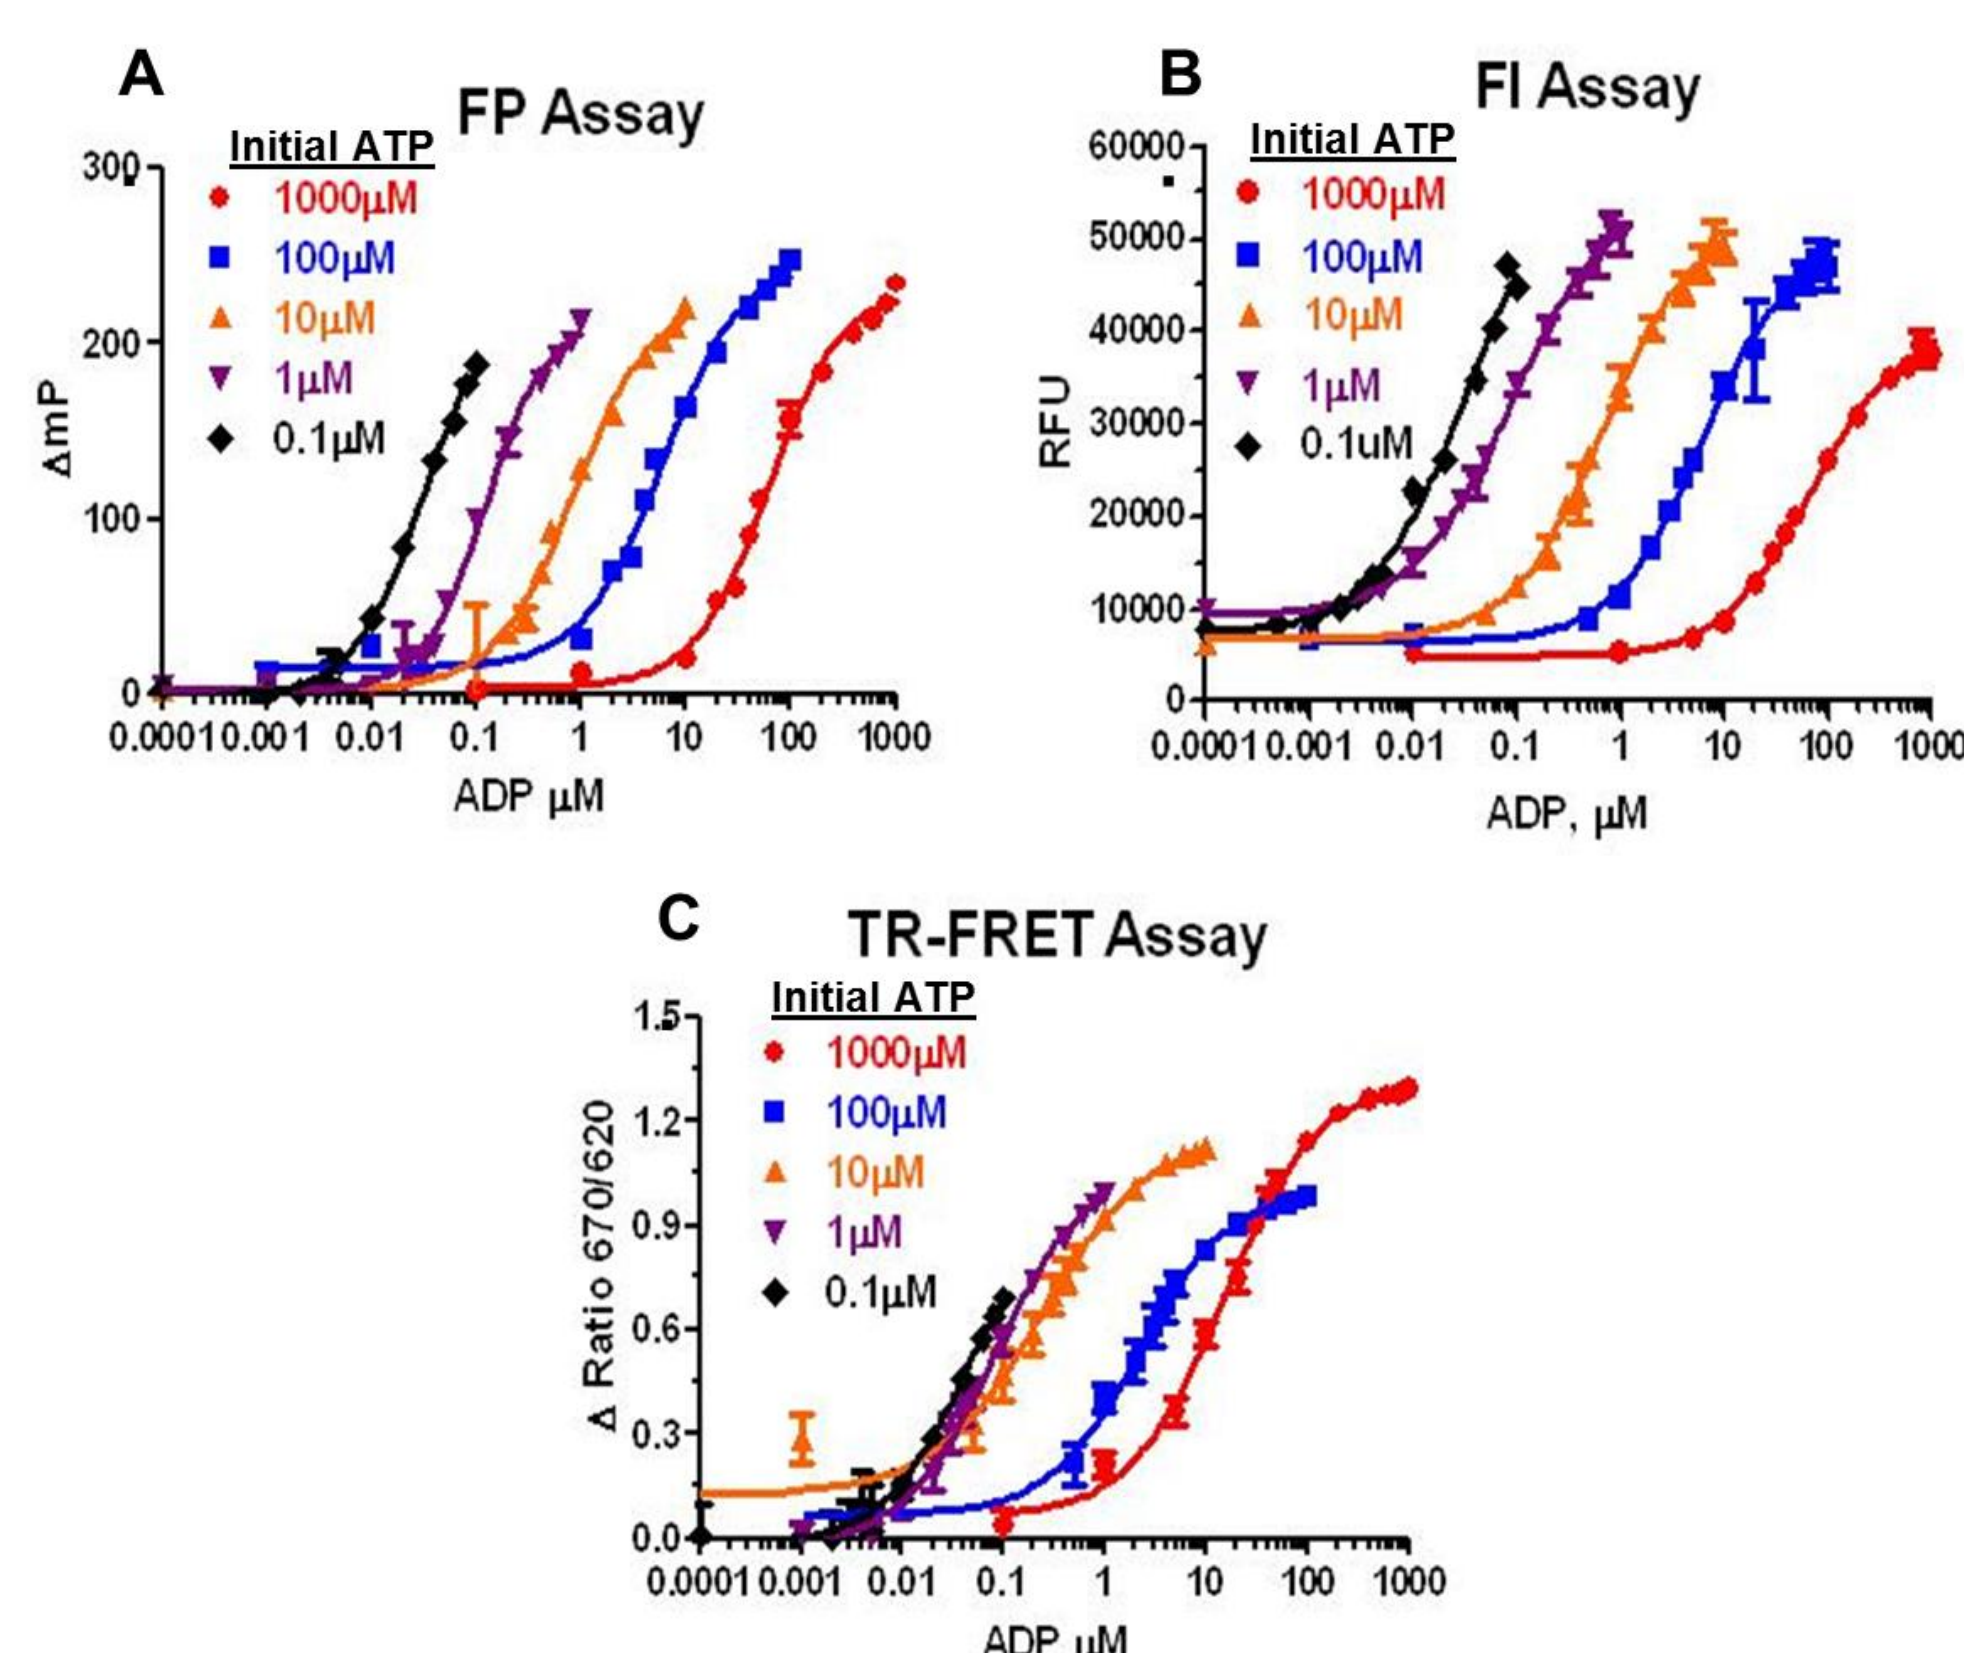 A
FP Assay
Initial ATP
1000µM
100µM
10µM
1µM
0.1µM
300
200
100
0
ΔmP
0.0001 0.001 0.01 0.1 1 10 100 1000
ADP µM
B
FI Assay
Initial ATP
1000µM
100µM
10µM
1µM
0.1uM
60000
50000
40000
30000
20000
10000
0
RFU
0.0001 0.001 0.01 0.1 1 10 100 1000
ADP, µM
C
TR-FRET Assay
Initial ATP
1000µM
100µM
10µM
1µM
0.1µM
1.5
1.2
0.9
0.6
0.3
0.0
Δ Ratio 670/620
0.0001 0.001 0.01 0.1 1 10 100 1000
ADP µM